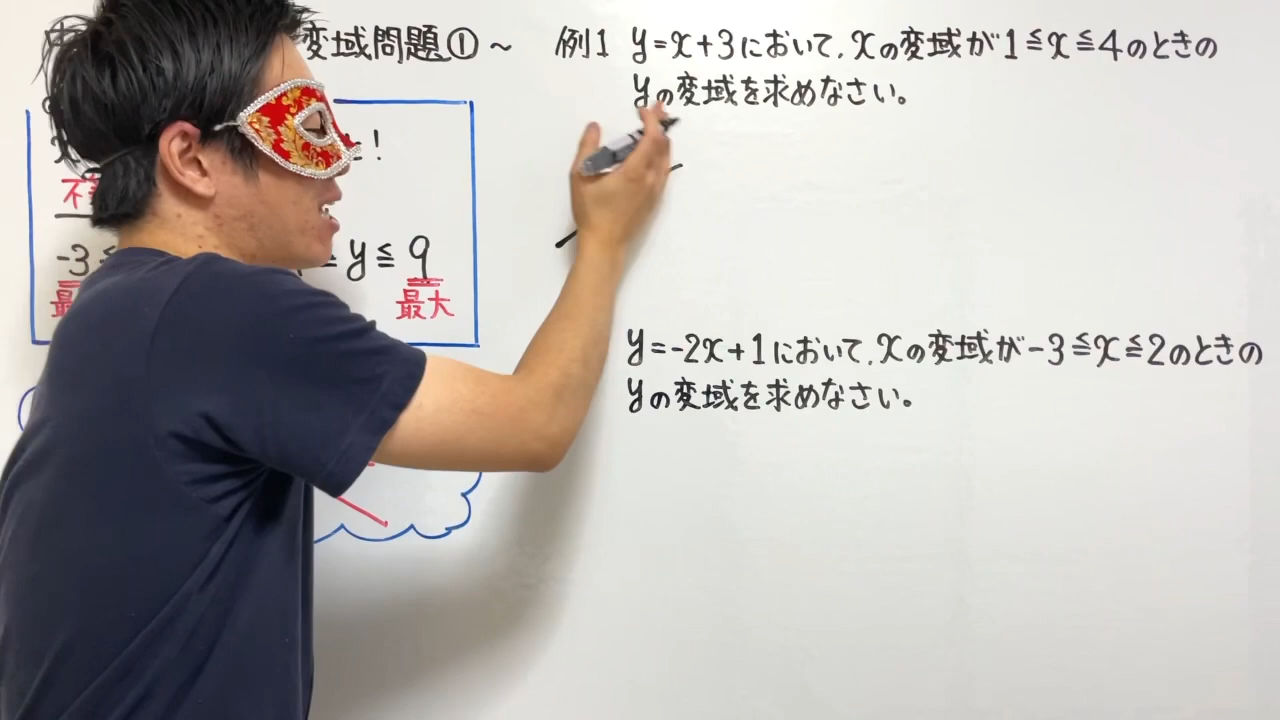 変域問題①～
不
-3≦
≦y≦9
最
最大
例1 y=x+3において、xの変域が1≦x≦4のときの
yの変域を求めなさい。
y=-2x+1において、xの変域が-3≦x≦2のときの
yの変域を求めなさい。